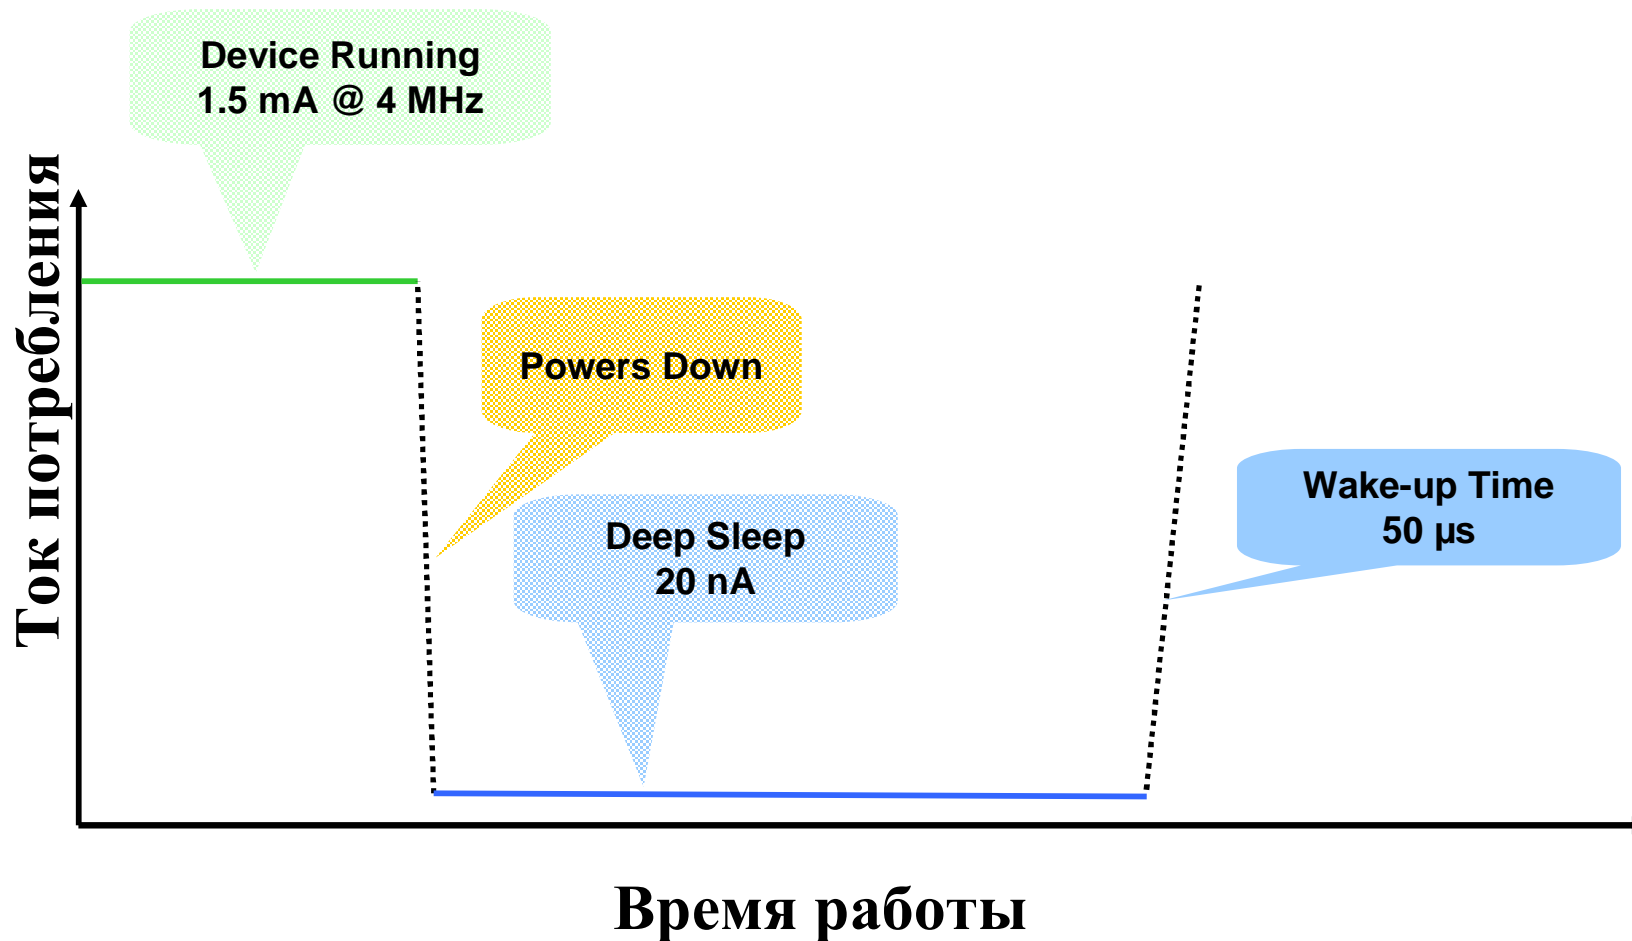 Device Running
1.5 mA @ 4 MHz
Ток потребления
Powers Down
Deep Sleep
20 nA
Wake-up Time
50 µs
Время работы